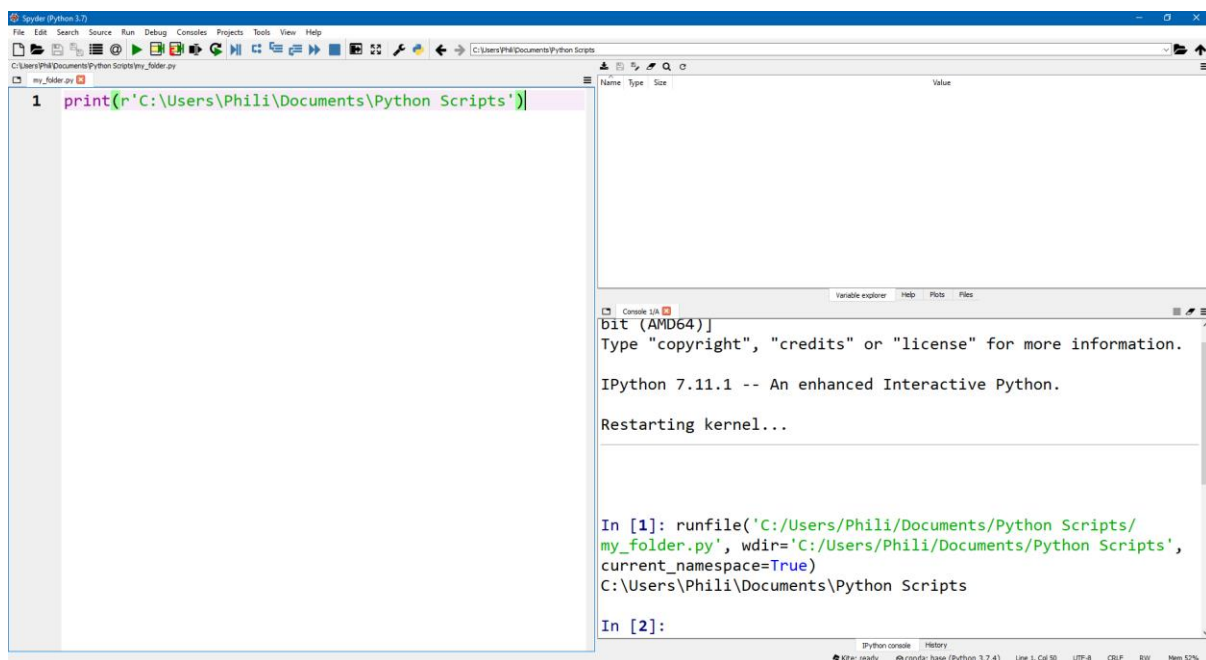 Spyder (Python 3.7)
File Edit Search Source Run Debug Consoles Projects Tools View Help
C:\Users\Phili\Documents\Python Scripts
C:\Users\Phili\Documents\Python Scripts\my_folder.py
my_folder.py
1 print(r'C:\Users\Phili\Documents\Python Scripts')
Name Type Size Value
Variable explorer Help Plots Files
Console 1/A
bit (AMD64)]
Type "copyright", "credits" or "license" for more information.
IPython 7.11.1 -- An enhanced Interactive Python.
Restarting kernel...
In [1]: runfile('C:/Users/Phili/Documents/Python Scripts/
my_folder.py', wdir='C:/Users/Phili/Documents/Python Scripts',
current_namespace=True)
C:\Users\Phili\Documents\Python Scripts
In [2]:
IPython console History
Kite: ready conda: base (Python 3.7.4) Line 1, Col 50 UTF-8 CRLF RW Mem 52%